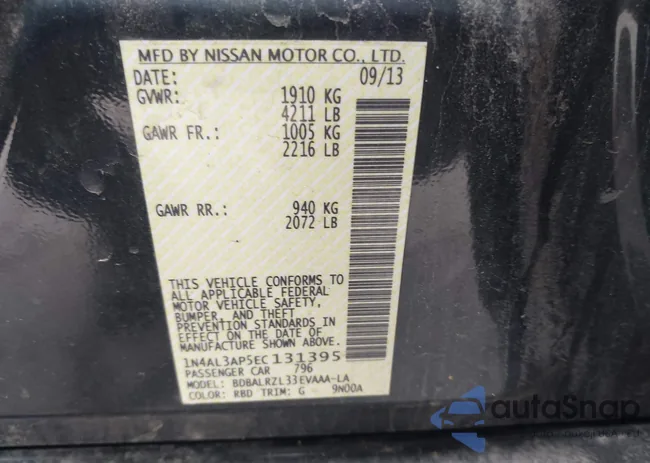 MFD BY NISSAN MOTOR CO., LTD.
DATE: 09/13
GVWR: 1910 KG
4211 LB
GAWR FR.: 1005 KG
2216 LB
GAWR RR.: 940 KG
2072 LB
THIS VEHICLE CONFORMS TO
ALL APPLICABLE FEDERAL
MOTOR VEHICLE SAFETY,
BUMPER, AND THEFT
PREVENTION STANDARDS IN
EFFECT ON THE DATE OF
MANUFACTURE SHOWN ABOVE.
1N4AL3AP5EC131395
PASSENGER CAR 796
MODEL: BDBALRZL33EVAAA-LA
COLOR: RBD TRIM: G 9N00A
autoSnap